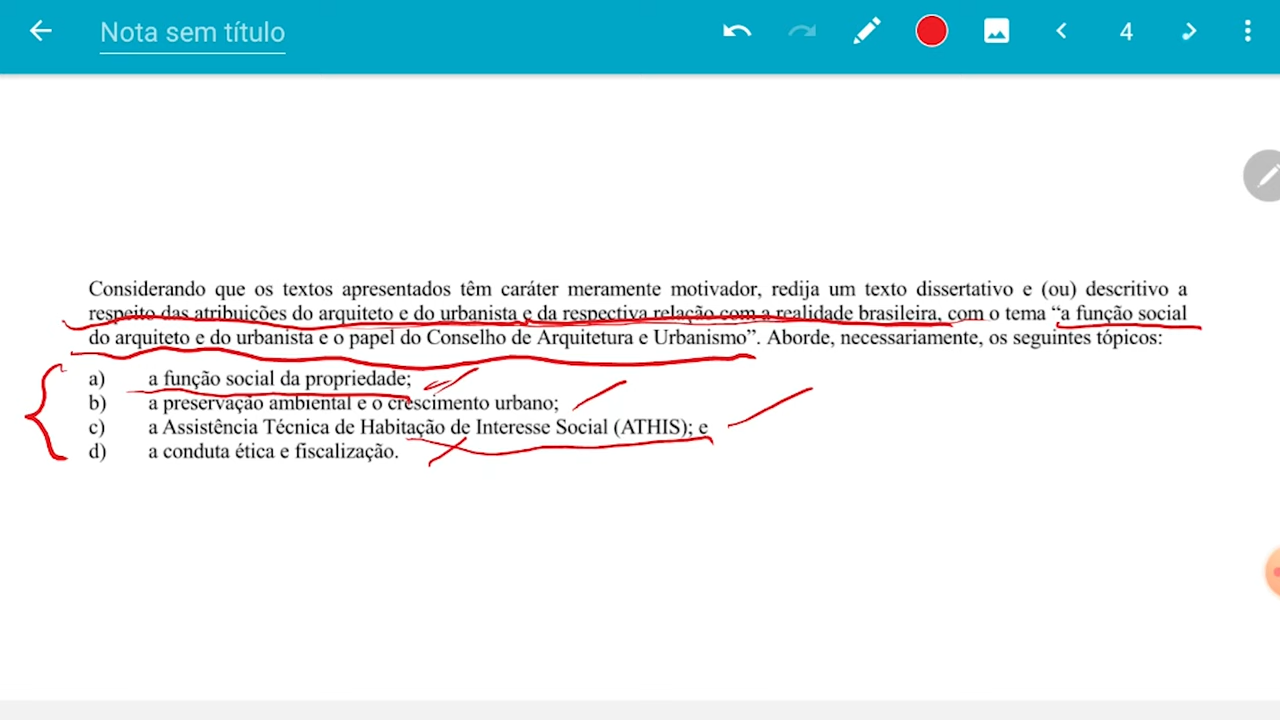 Nota sem título
4
Considerando que os textos apresentados têm caráter meramente motivador, redija um texto dissertativo e (ou) descritivo a
respeito das atribuições do arquiteto e do urbanista e da respectiva relação com a realidade brasileira, com o tema “a função social
do arquiteto e do urbanista e o papel do Conselho de Arquitetura e Urbanismo”. Aborde, necessariamente, os seguintes tópicos:
a) a função social da propriedade;
b) a preservação ambiental e o crescimento urbano;
c) a Assistência Técnica de Habitação de Interesse Social (ATHIS); e
d) a conduta ética e fiscalização.